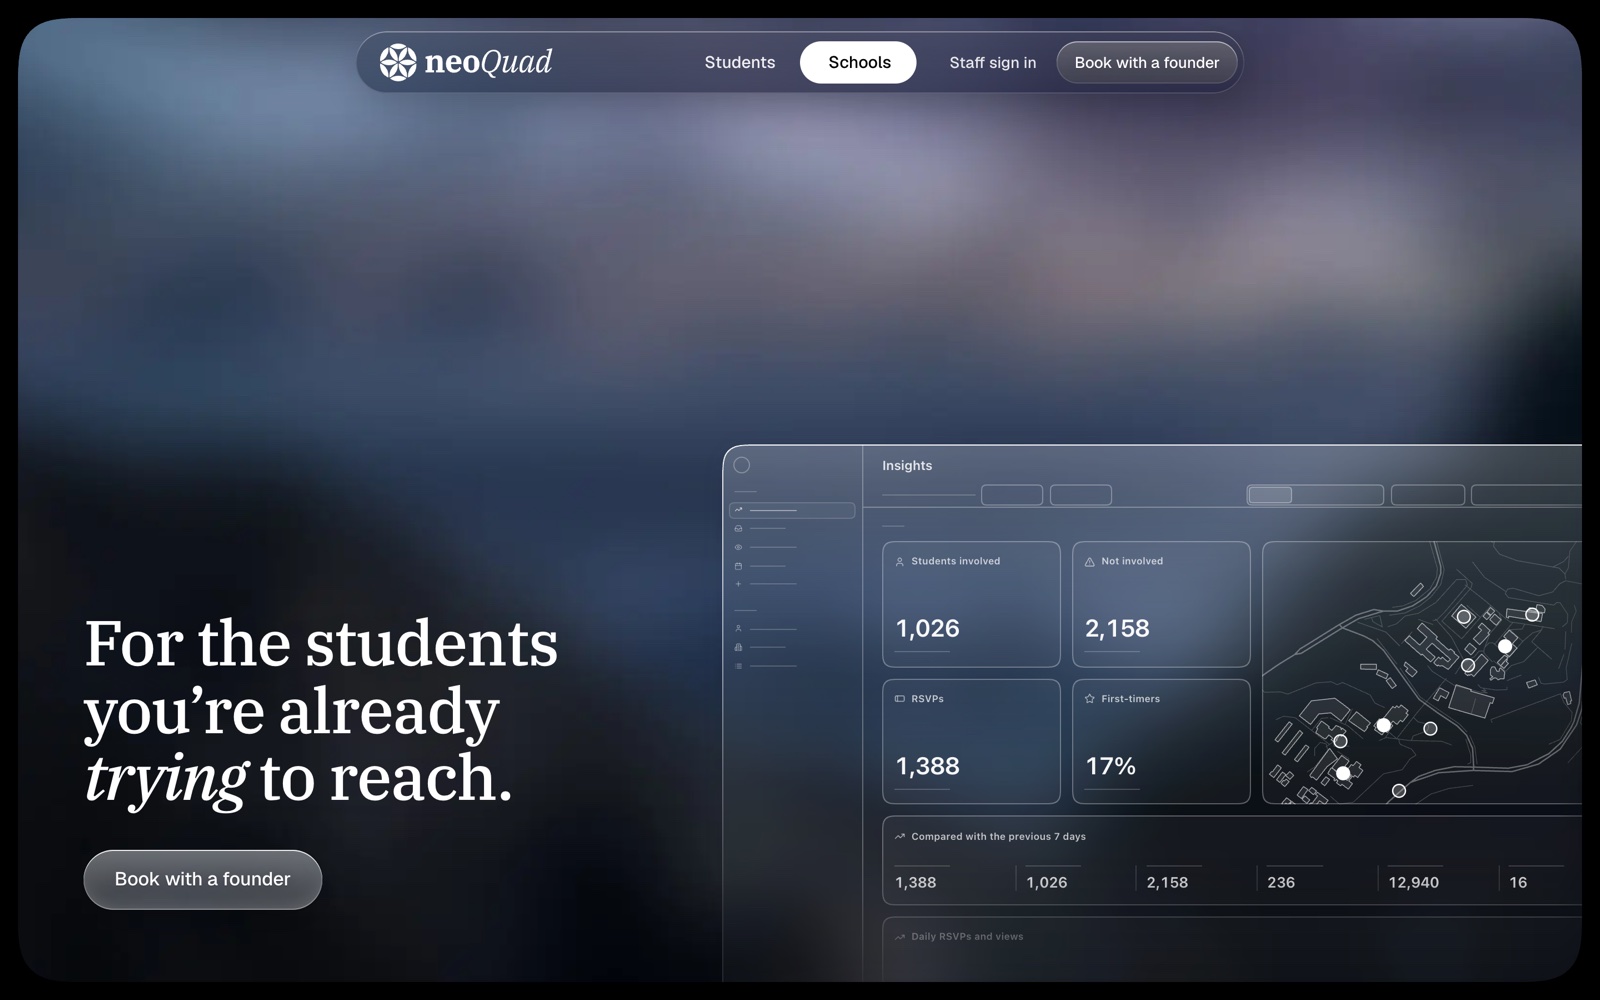 neoQuad
Students
Schools
Staff sign in
Book with a founder
For the students
you’re already
trying to reach.
Book with a founder
Insights
Students involved
1,026
Not involved
2,158
RSVPs
1,388
First-timers
17%
Compared with the previous 7 days
1,388
1,026
2,158
236
12,940
16
Daily RSVPs and views